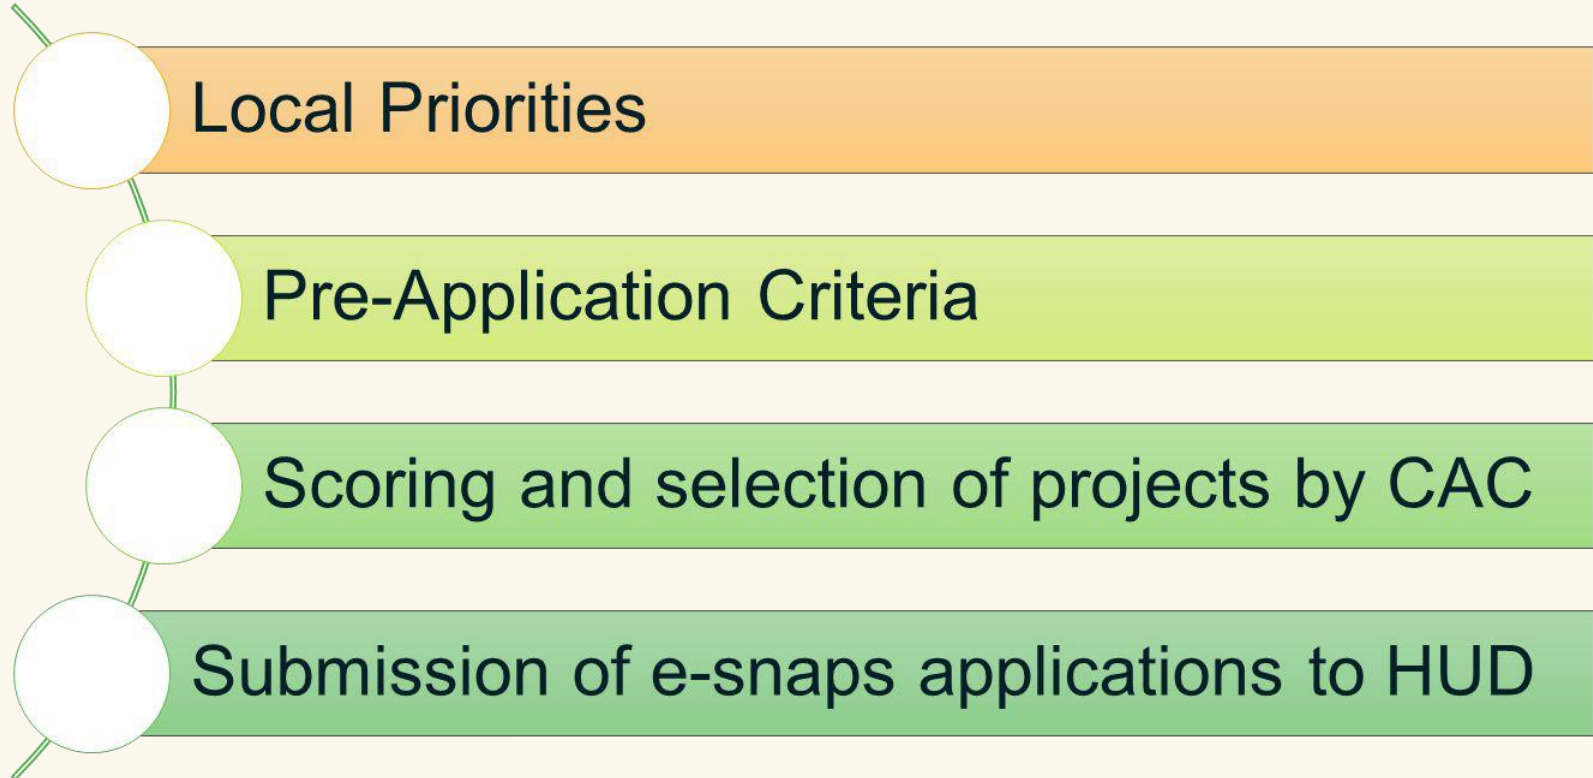 Local Priorities
Pre-Application Criteria
Scoring and selection of projects by CAC
Submission of e-snaps applications to HUD